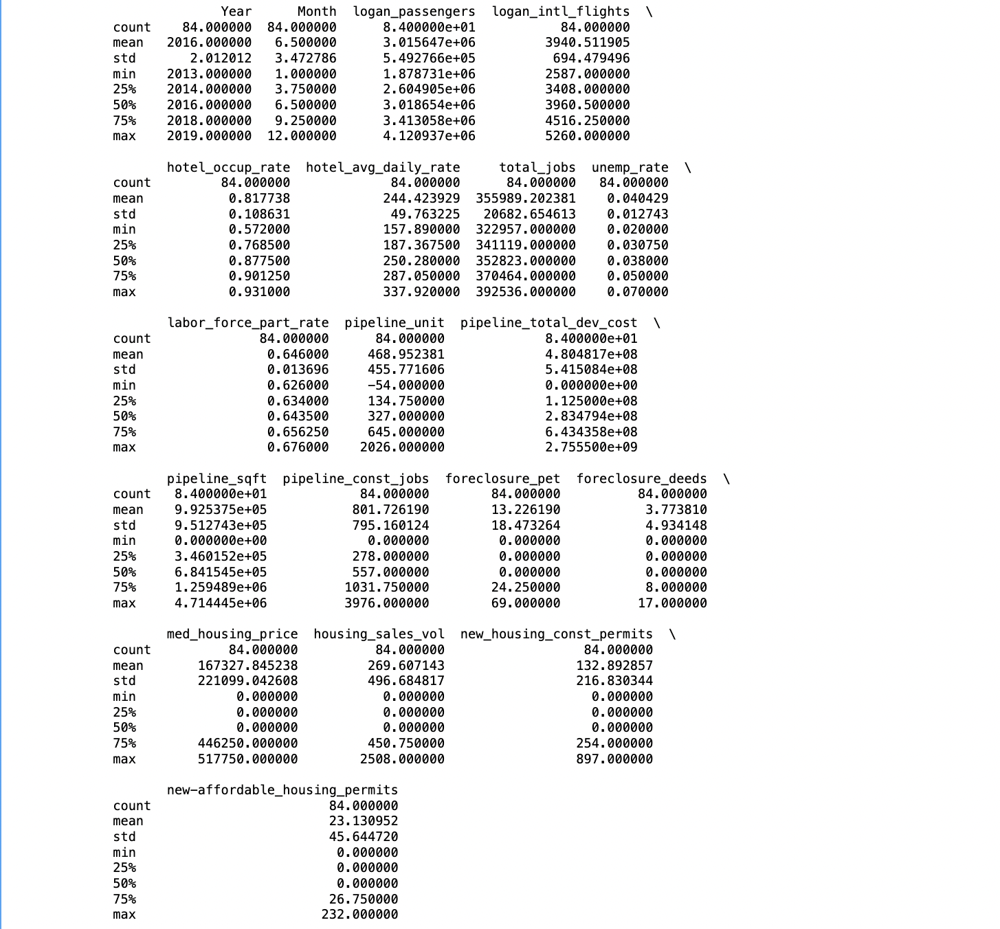 Year Month logan_passengers logan_intl_flights \
count 84.000000 84.000000 8.400000e+01 84.000000
mean 2016.000000 6.500000 3.015647e+06 3940.511905
std 2.012012 3.472786 5.492766e+05 694.479496
min 2013.000000 1.000000 1.878731e+06 2587.000000
25% 2014.000000 3.750000 2.604905e+06 3408.000000
50% 2016.000000 6.500000 3.018654e+06 3960.500000
75% 2018.000000 9.250000 3.413058e+06 4516.250000
max 2019.000000 12.000000 4.120937e+06 5260.000000
hotel_occup_rate hotel_avg_daily_rate total_jobs unemp_rate \
count 84.000000 84.000000 84.000000 84.000000
mean 0.817738 244.423929 355989.202381 0.040429
std 0.108631 49.763225 20682.654613 0.012743
min 0.572000 157.890000 322957.000000 0.020000
25% 0.768500 187.367500 341119.000000 0.030750
50% 0.877500 250.280000 352823.000000 0.038000
75% 0.901250 287.050000 370464.000000 0.050000
max 0.931000 337.920000 392536.000000 0.070000
labor_force_part_rate pipeline_unit pipeline_total_dev_cost \
count 84.000000 84.000000 8.400000e+01
mean 0.646000 468.952381 4.804817e+08
std 0.013696 455.771606 5.415084e+08
min 0.626000 -54.000000 0.000000e+00
25% 0.634000 134.750000 1.125000e+08
50% 0.643500 327.000000 2.834794e+08
75% 0.656250 645.000000 6.434358e+08
max 0.676000 2026.000000 2.755500e+09
pipeline_sqft pipeline_const_jobs foreclosure_pet foreclosure_deeds \
count 8.400000e+01 84.000000 84.000000 84.000000
mean 9.925375e+05 801.726190 13.226190 3.773810
std 9.512743e+05 795.160124 18.473264 4.934148
min 0.000000e+00 0.000000 0.000000 0.000000
25% 3.460152e+05 278.000000 0.000000 0.000000
50% 6.841545e+05 557.000000 0.000000 0.000000
75% 1.259489e+06 1031.750000 24.250000 8.000000
max 4.714445e+06 3976.000000 69.000000 17.000000
med_housing_price housing_sales_vol new_housing_const_permits \
count 84.000000 84.000000 84.000000
mean 167327.845238 269.607143 132.892857
std 221099.042608 496.684817 216.830344
min 0.000000 0.000000 0.000000
25% 0.000000 0.000000 0.000000
50% 0.000000 0.000000 0.000000
75% 446250.000000 450.750000 254.000000
max 517750.000000 2508.000000 897.000000
new-affordable_housing_permits
count 84.000000
mean 23.130952
std 45.644720
min 0.000000
25% 0.000000
50% 0.000000
75% 26.750000
max 232.000000